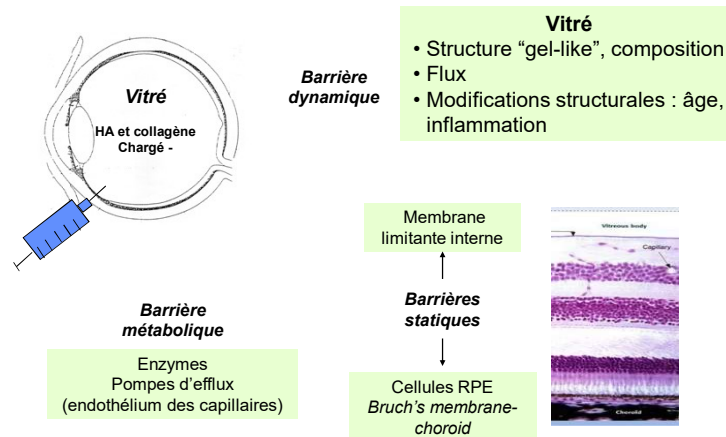 Vitré
• Structure “gel-like”, composition
• Flux
• Modifications structurales : âge,
inflammation
Barrière
dynamique
Vitré
HA et collagène
Chargé -
Membrane
limitante interne
Vitreous body
Capillary
Choroid
Barrières
statiques
Barrière
métabolique
Enzymes
Pompes d’efflux
(endothélium des capillaires)
Cellules RPE
Bruch’s membrane-
choroid